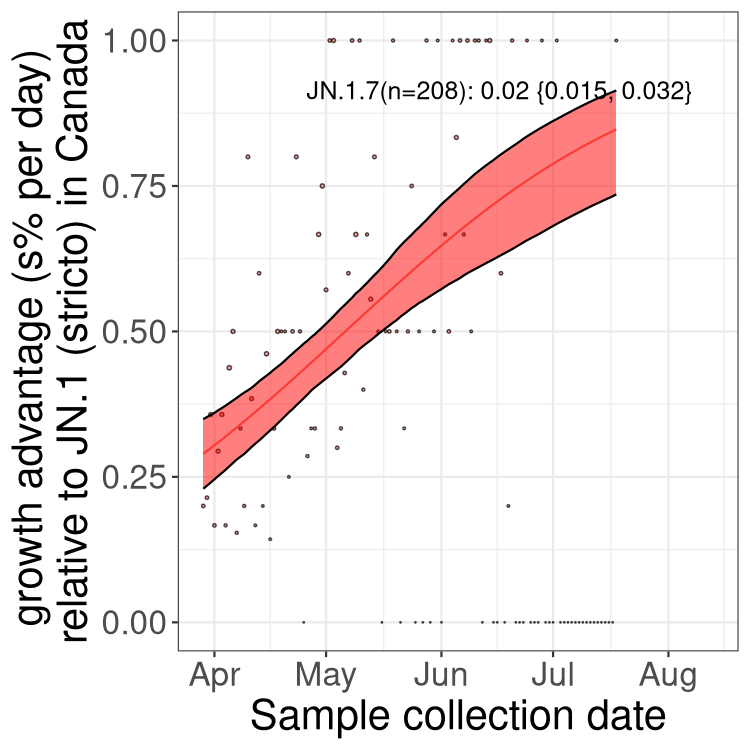 growth advantage (s% per day)
relative to JN.1 (stricto) in Canada
1.00
0.75
0.50
0.25
0.00
JN.1.7(n=208): 0.02 {0.015, 0.032}
Apr May Jun Jul Aug
Sample collection date